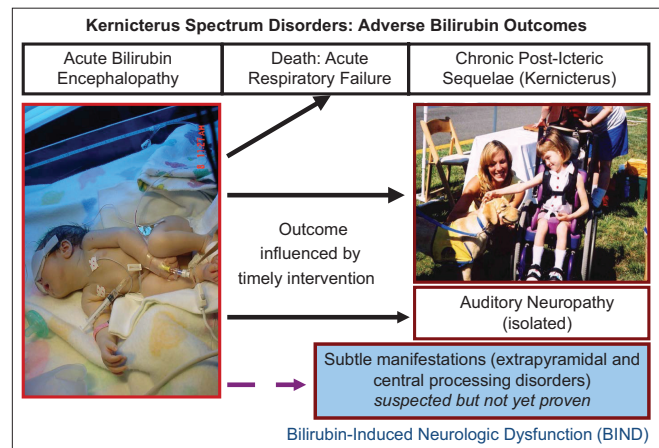 Kernicterus Spectrum Disorders: Adverse Bilirubin Outcomes
Acute Bilirubin
Encephalopathy
Death: Acute
Respiratory Failure
Chronic Post-Icteric
Sequelae (Kernicterus)
Outcome
influenced by
timely intervention
Auditory Neuropathy
(isolated)
Subtle manifestations (extrapyramidal and
central processing disorders)
suspected but not yet proven
Bilirubin-Induced Neurologic Dysfunction (BIND)